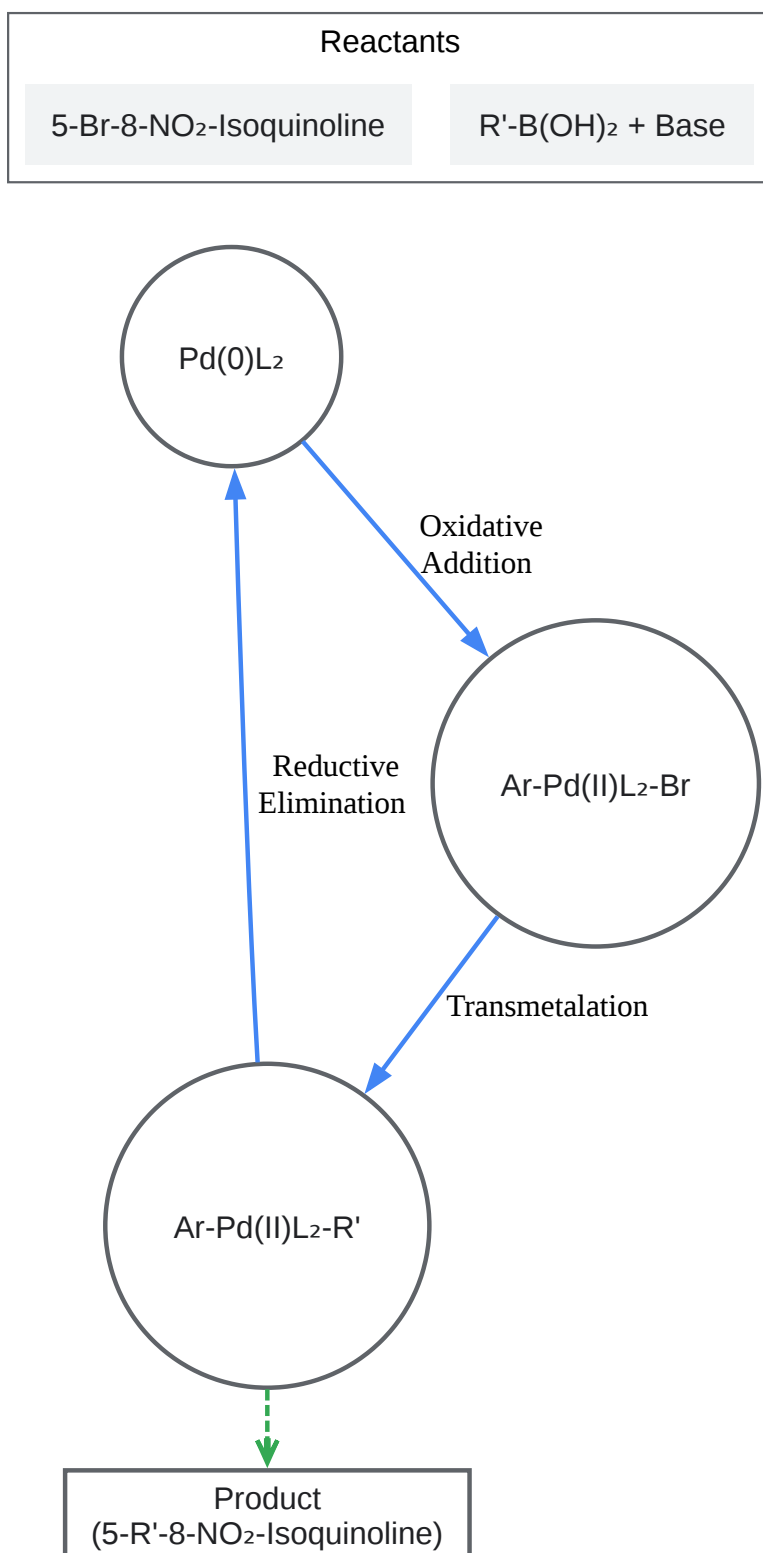 Reactants
5-Br-8-NO₂-Isoquinoline
R'-B(OH)₂ + Base
Pd(0)L₂
Oxidative
Addition
Reductive
Elimination
Ar-Pd(II)L₂-Br
Transmetalation
Ar-Pd(II)L₂-R'
Product
(5-R'-8-NO₂-Isoquinoline)